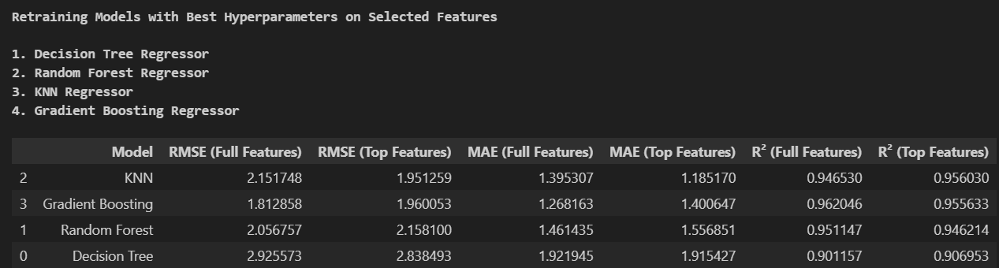 Retraining Models with Best Hyperparameters on Selected Features
1. Decision Tree Regressor
2. Random Forest Regressor
3. KNN Regressor
4. Gradient Boosting Regressor
Model RMSE (Full Features) RMSE (Top Features) MAE (Full Features) MAE (Top Features) R² (Full Features) R² (Top Features)
2 KNN 2.151748 1.951259 1.395307 1.185170 0.946530 0.956030
3 Gradient Boosting 1.812858 1.960053 1.268163 1.400647 0.962046 0.955633
1 Random Forest 2.056757 2.158100 1.461435 1.556851 0.951147 0.946214
0 Decision Tree 2.925573 2.838493 1.921945 1.915427 0.901157 0.906953